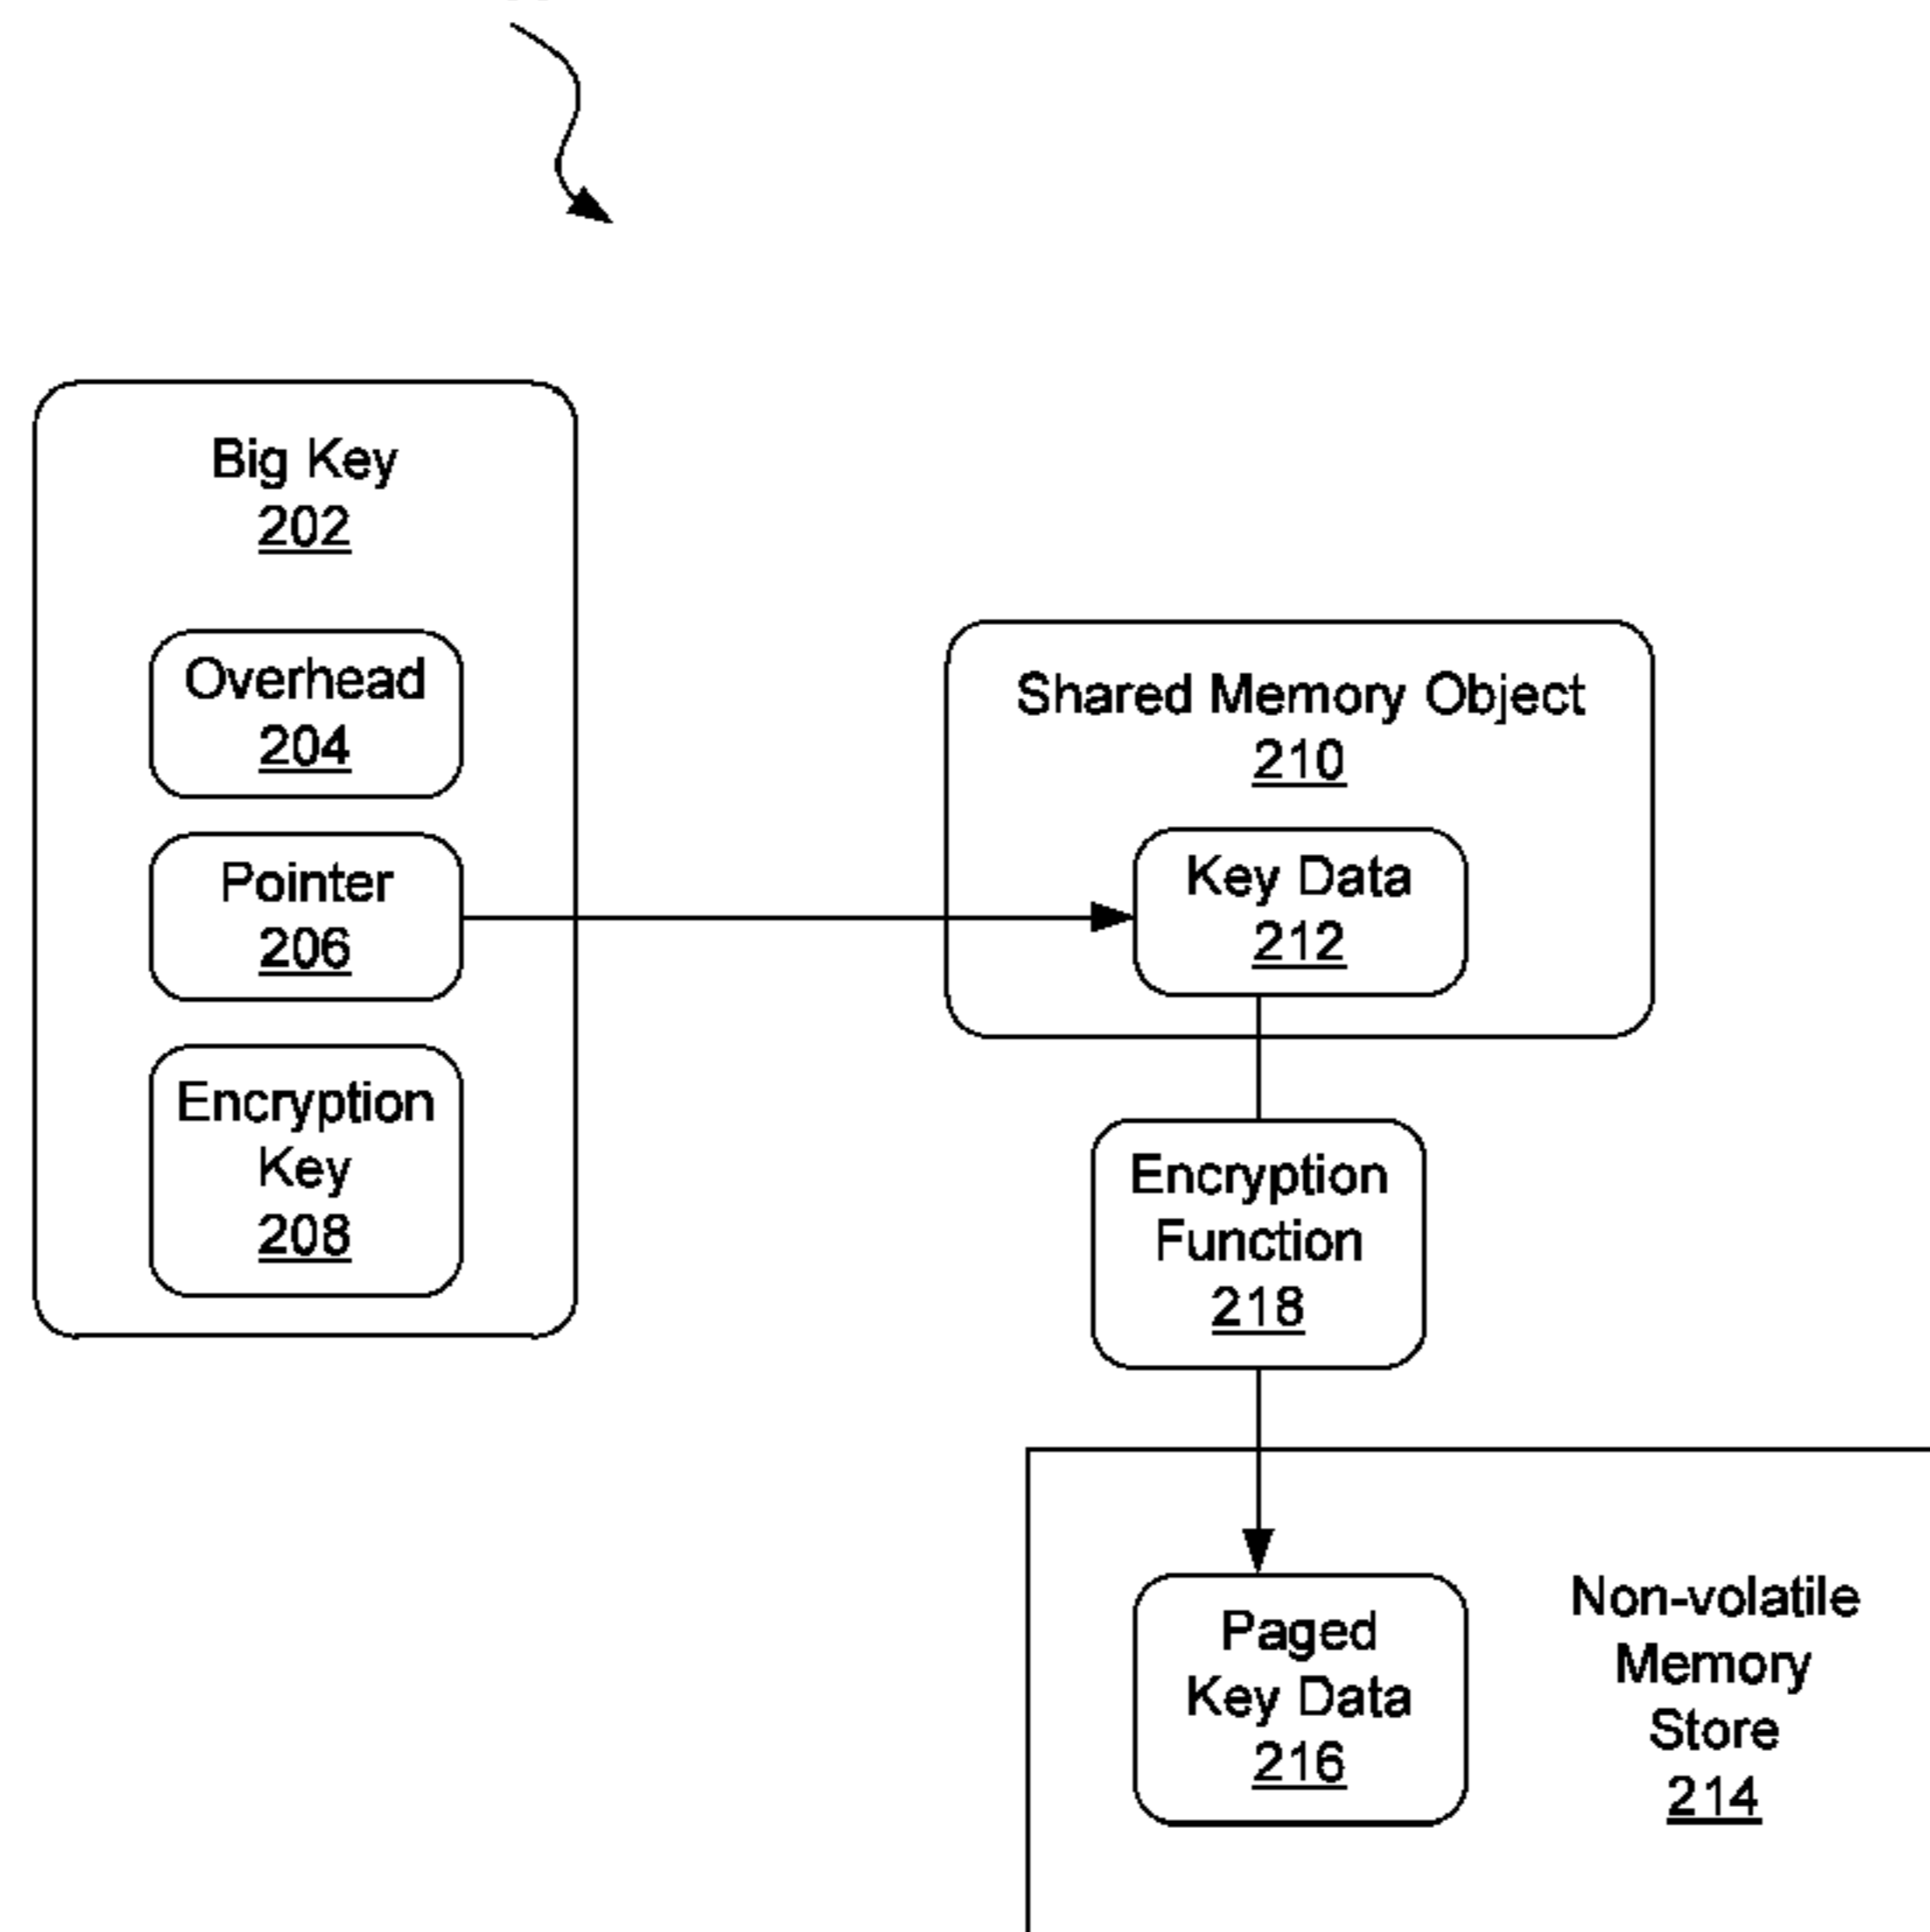 Big Key
202
Overhead
204
Pointer
206
Encryption
Key
208
Shared Memory Object
210
Key Data
212
Encryption
Function
218
Paged
Key Data
216
Non-volatile
Memory
Store
214